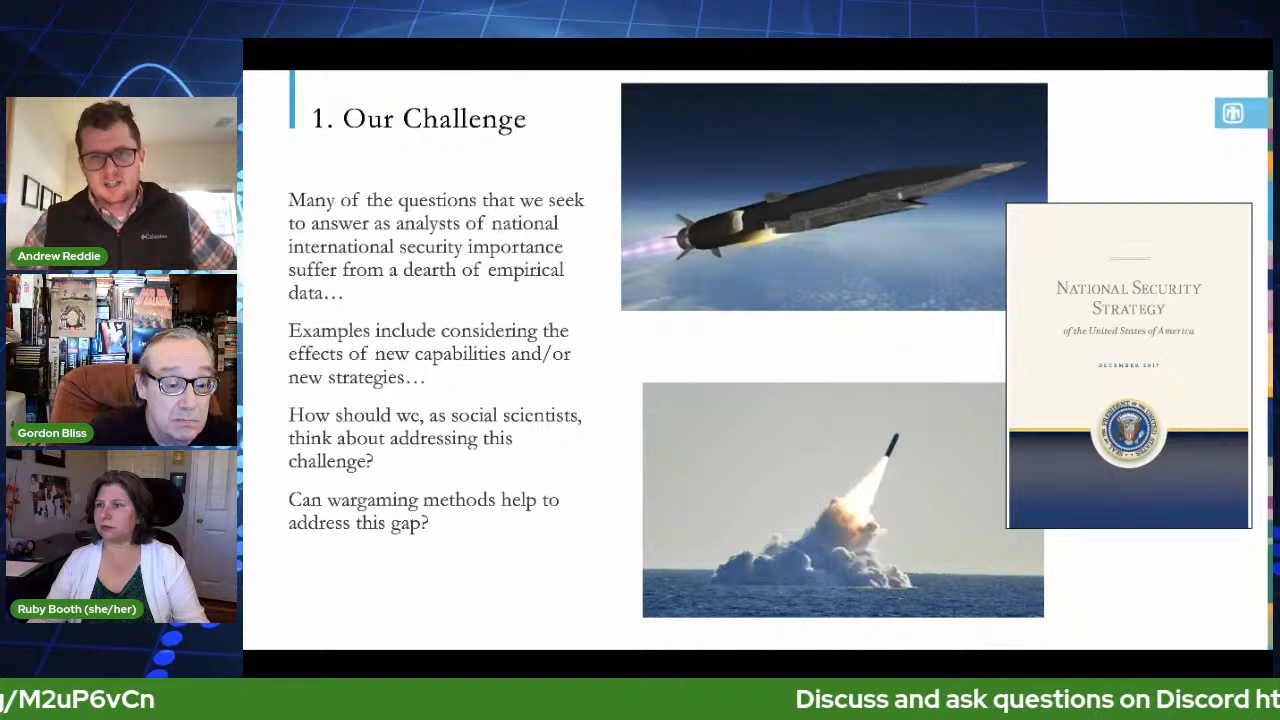 1. Our Challenge
Many of the questions that we seek
to answer as analysts of national
international security importance
suffer from a dearth of empirical
data…
Examples include considering the
effects of new capabilities and/or
new strategies…
How should we, as social scientists,
think about addressing this
challenge?
Can wargaming methods help to
address this gap?
NATIONAL SECURITY
STRATEGY
of the United States of America
DECEMBER 2017
Columbia
Andrew Reddie
Gordon Bliss
Ruby Booth (she/her)
g/M2uP6vCn
Discuss and ask questions on Discord ht